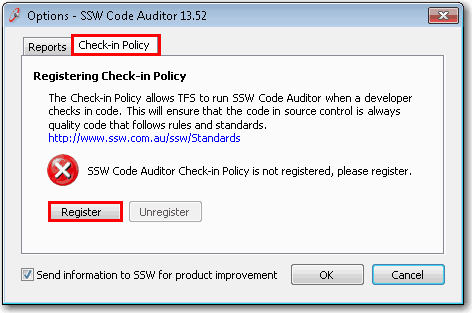 Options - SSW Code Auditor 13.52
Reports
Check-in Policy
Registering Check-in Policy
The Check-in Policy allows TFS to run SSW Code Auditor when a developer
checks in code. This will ensure that the code in source control is always
quality code that follows rules and standards.
http://www.ssw.com.au/ssw/Standards
SSW Code Auditor Check-in Policy is not registered, please register.
Register
Unregister
Send information to SSW for product improvement
OK
Cancel